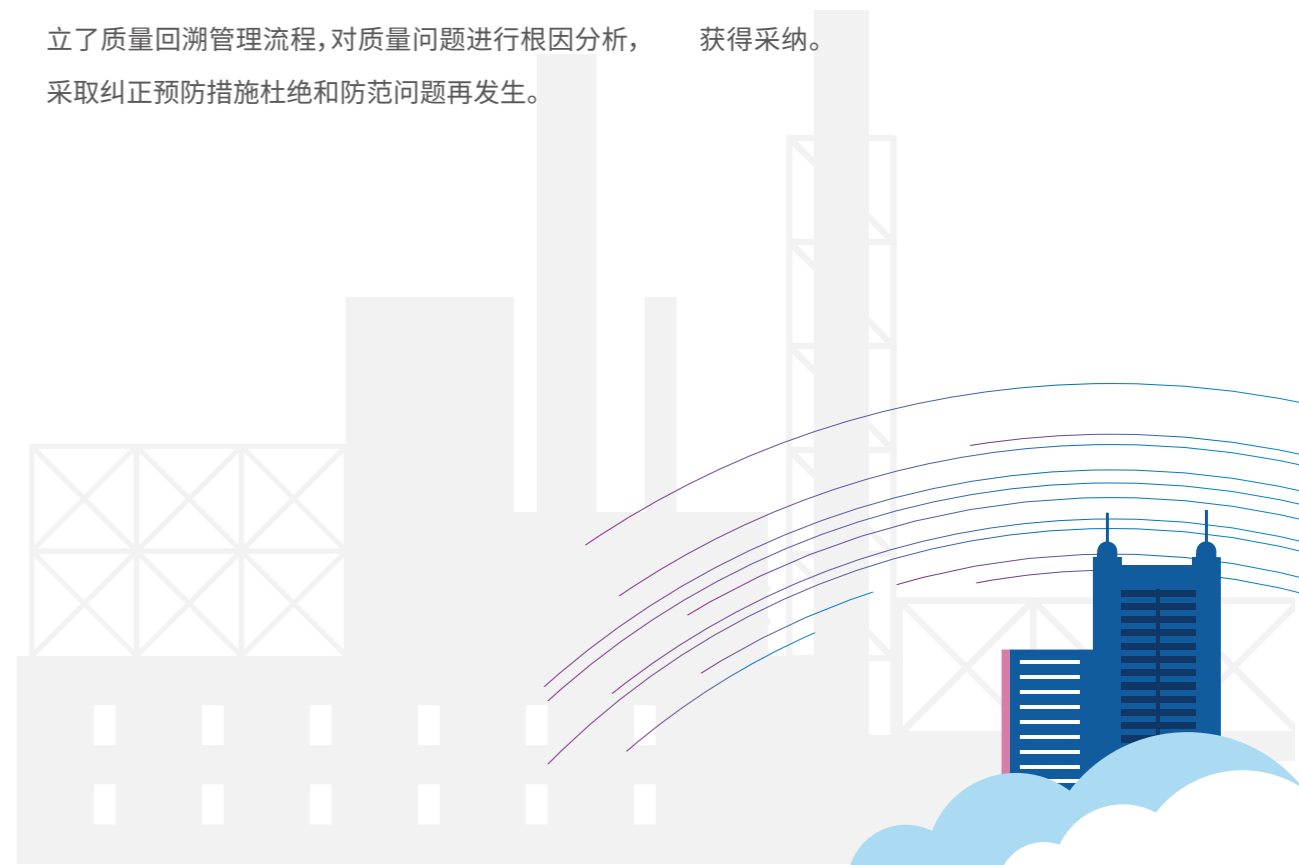 立了质量回溯管理流程，对质量问题进行根因分析，
采取纠正预防措施杜绝和防范问题再发生。
获得采纳。